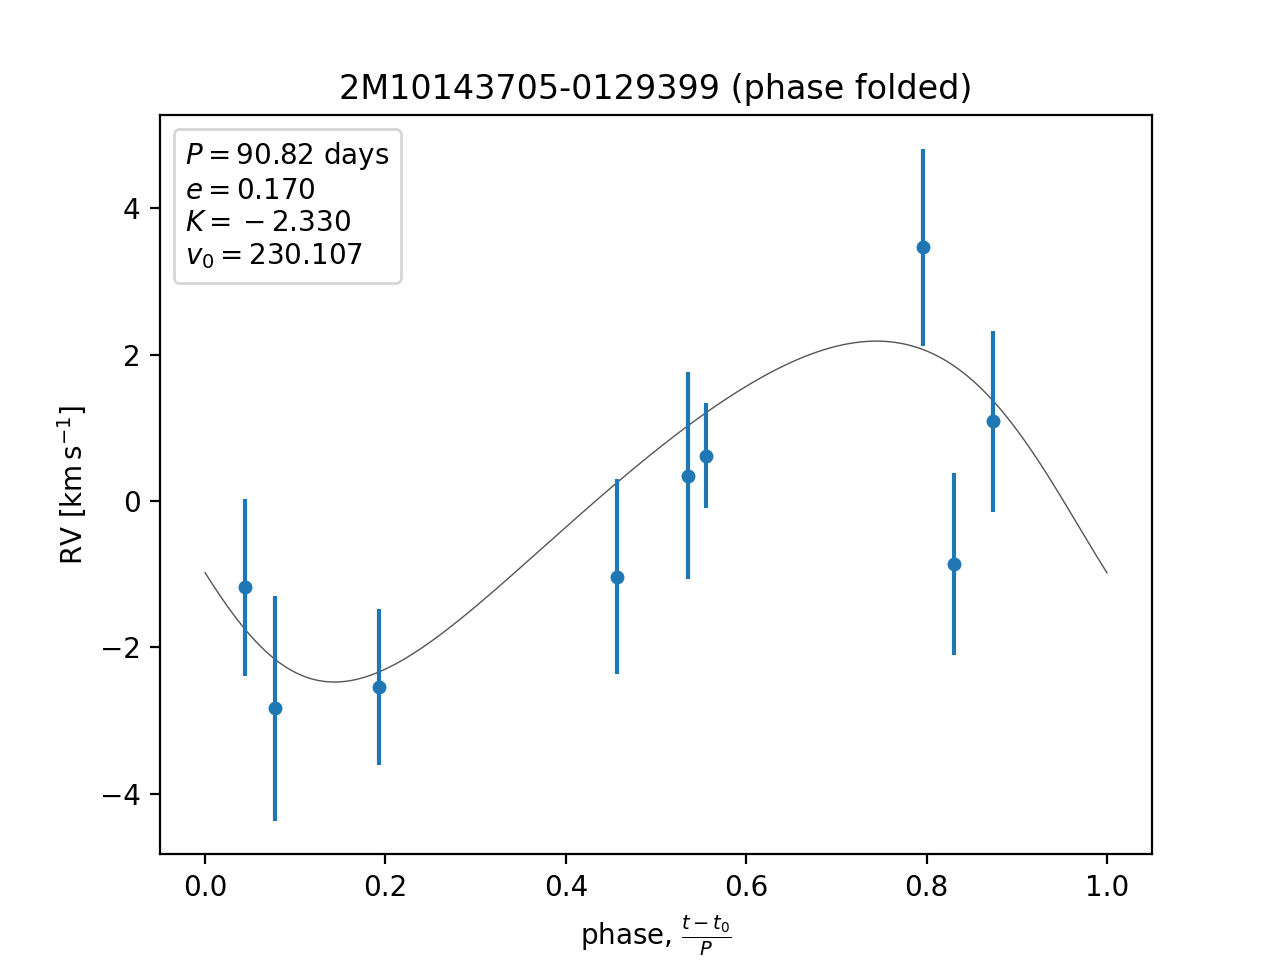 2M10143705-0129399 (phase folded)
P = 90.82 days
e = 0.170
K = −2.330
v₀ = 230.107
4
2
0
−2
−4
RV [km s⁻¹]
0.0 0.2 0.4 0.6 0.8 1.0
phase, (t − t₀)/P